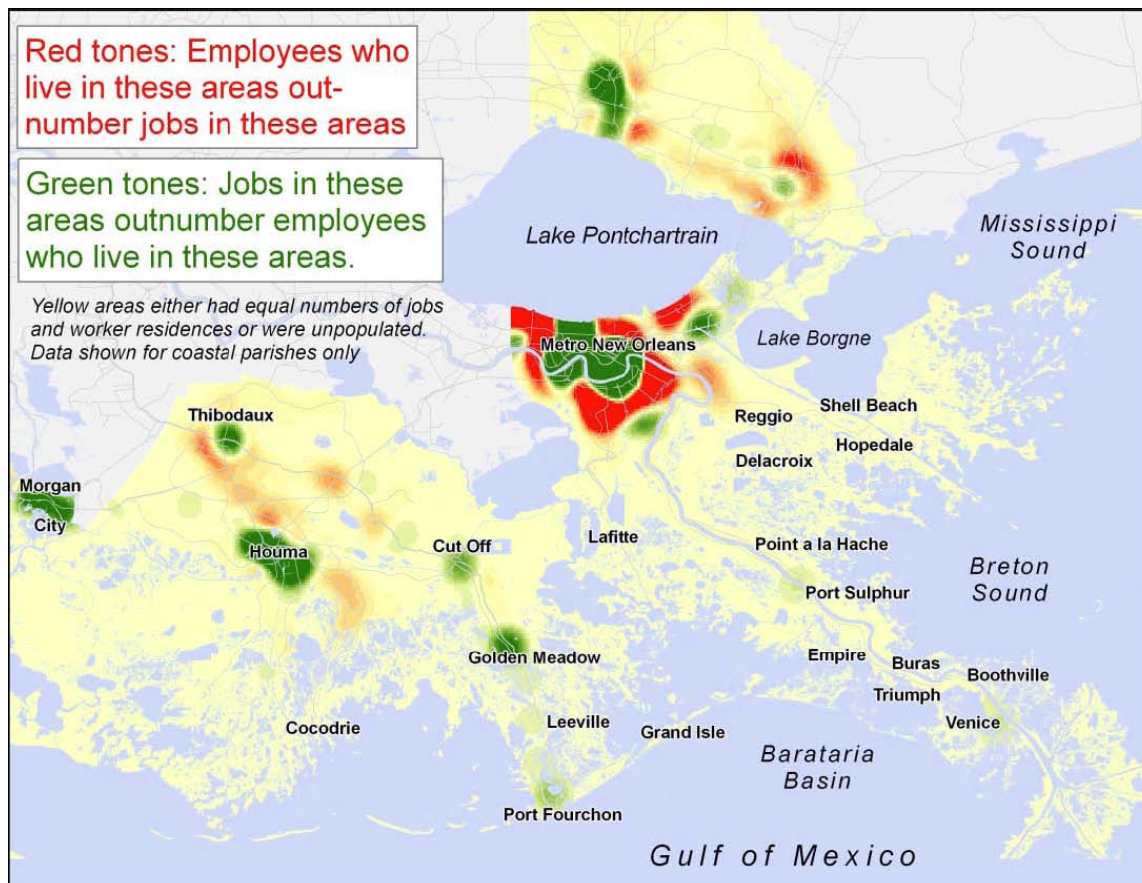 Red tones: Employees who
live in these areas out-
number jobs in these areas
Green tones: Jobs in these
areas outnumber employees
who live in these areas.
Yellow areas either had equal numbers of jobs
and worker residences or were unpopulated.
Data shown for coastal parishes only
Lake Pontchartrain
Mississippi
Sound
Metro New Orleans
Lake Borgne
Thibodaux
Reggio
Shell Beach
Hopedale
Delacroix
Morgan
City
Houma
Cut Off
Lafitte
Point a la Hache
Breton
Sound
Port Sulphur
Golden Meadow
Empire
Buras
Boothville
Triumph
Venice
Cocodrie
Leeville
Grand Isle
Barataria
Basin
Port Fourchon
Gulf of Mexico